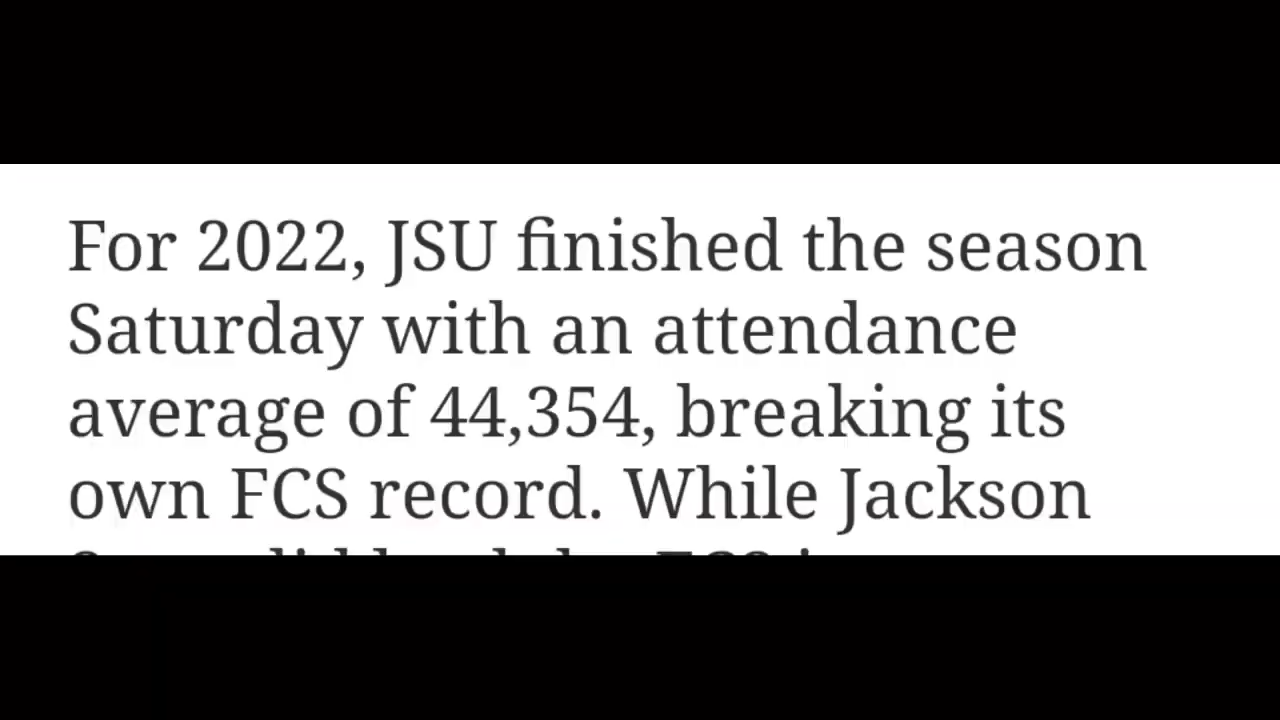 For 2022, JSU finished the season
Saturday with an attendance
average of 44,354, breaking its
own FCS record. While Jackson